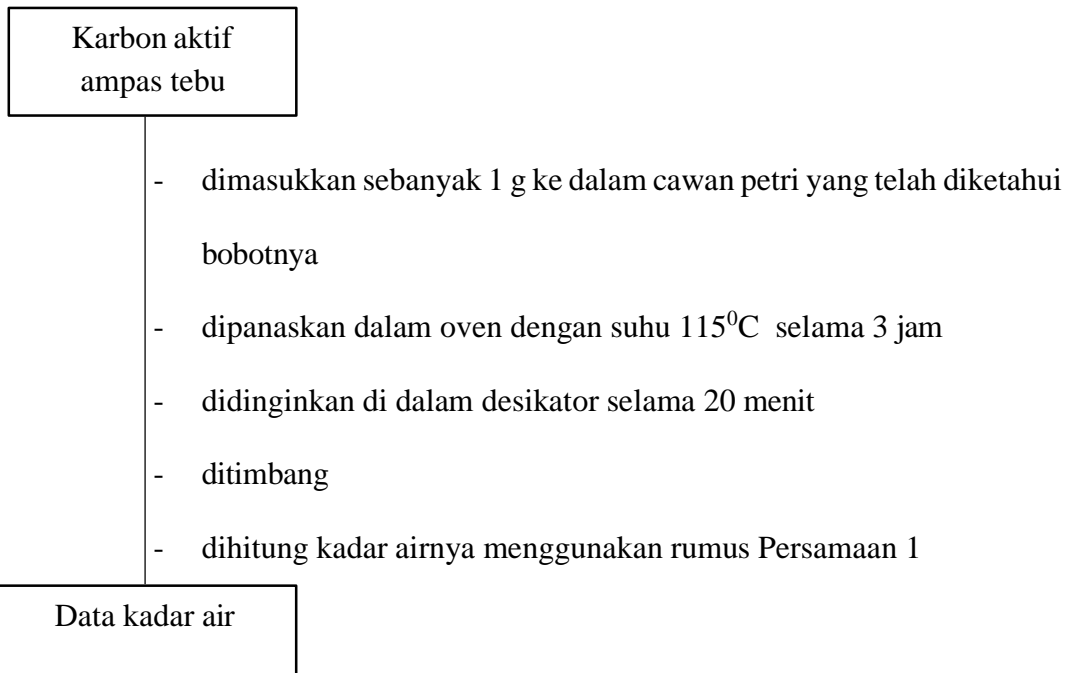 Karbon aktif
ampas tebu
- dimasukkan sebanyak 1 g ke dalam cawan petri yang telah diketahui
bobotnya
- dipanaskan dalam oven dengan suhu 115⁰C selama 3 jam
- didinginkan di dalam desikator selama 20 menit
- ditimbang
- dihitung kadar airnya menggunakan rumus Persamaan 1
Data kadar air